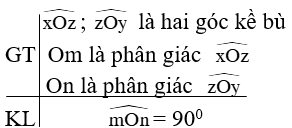 xOz ; zOy là hai góc kề bù
GT Om là phân giác xOz
On là phân giác zOy
KL mOn = 90⁰